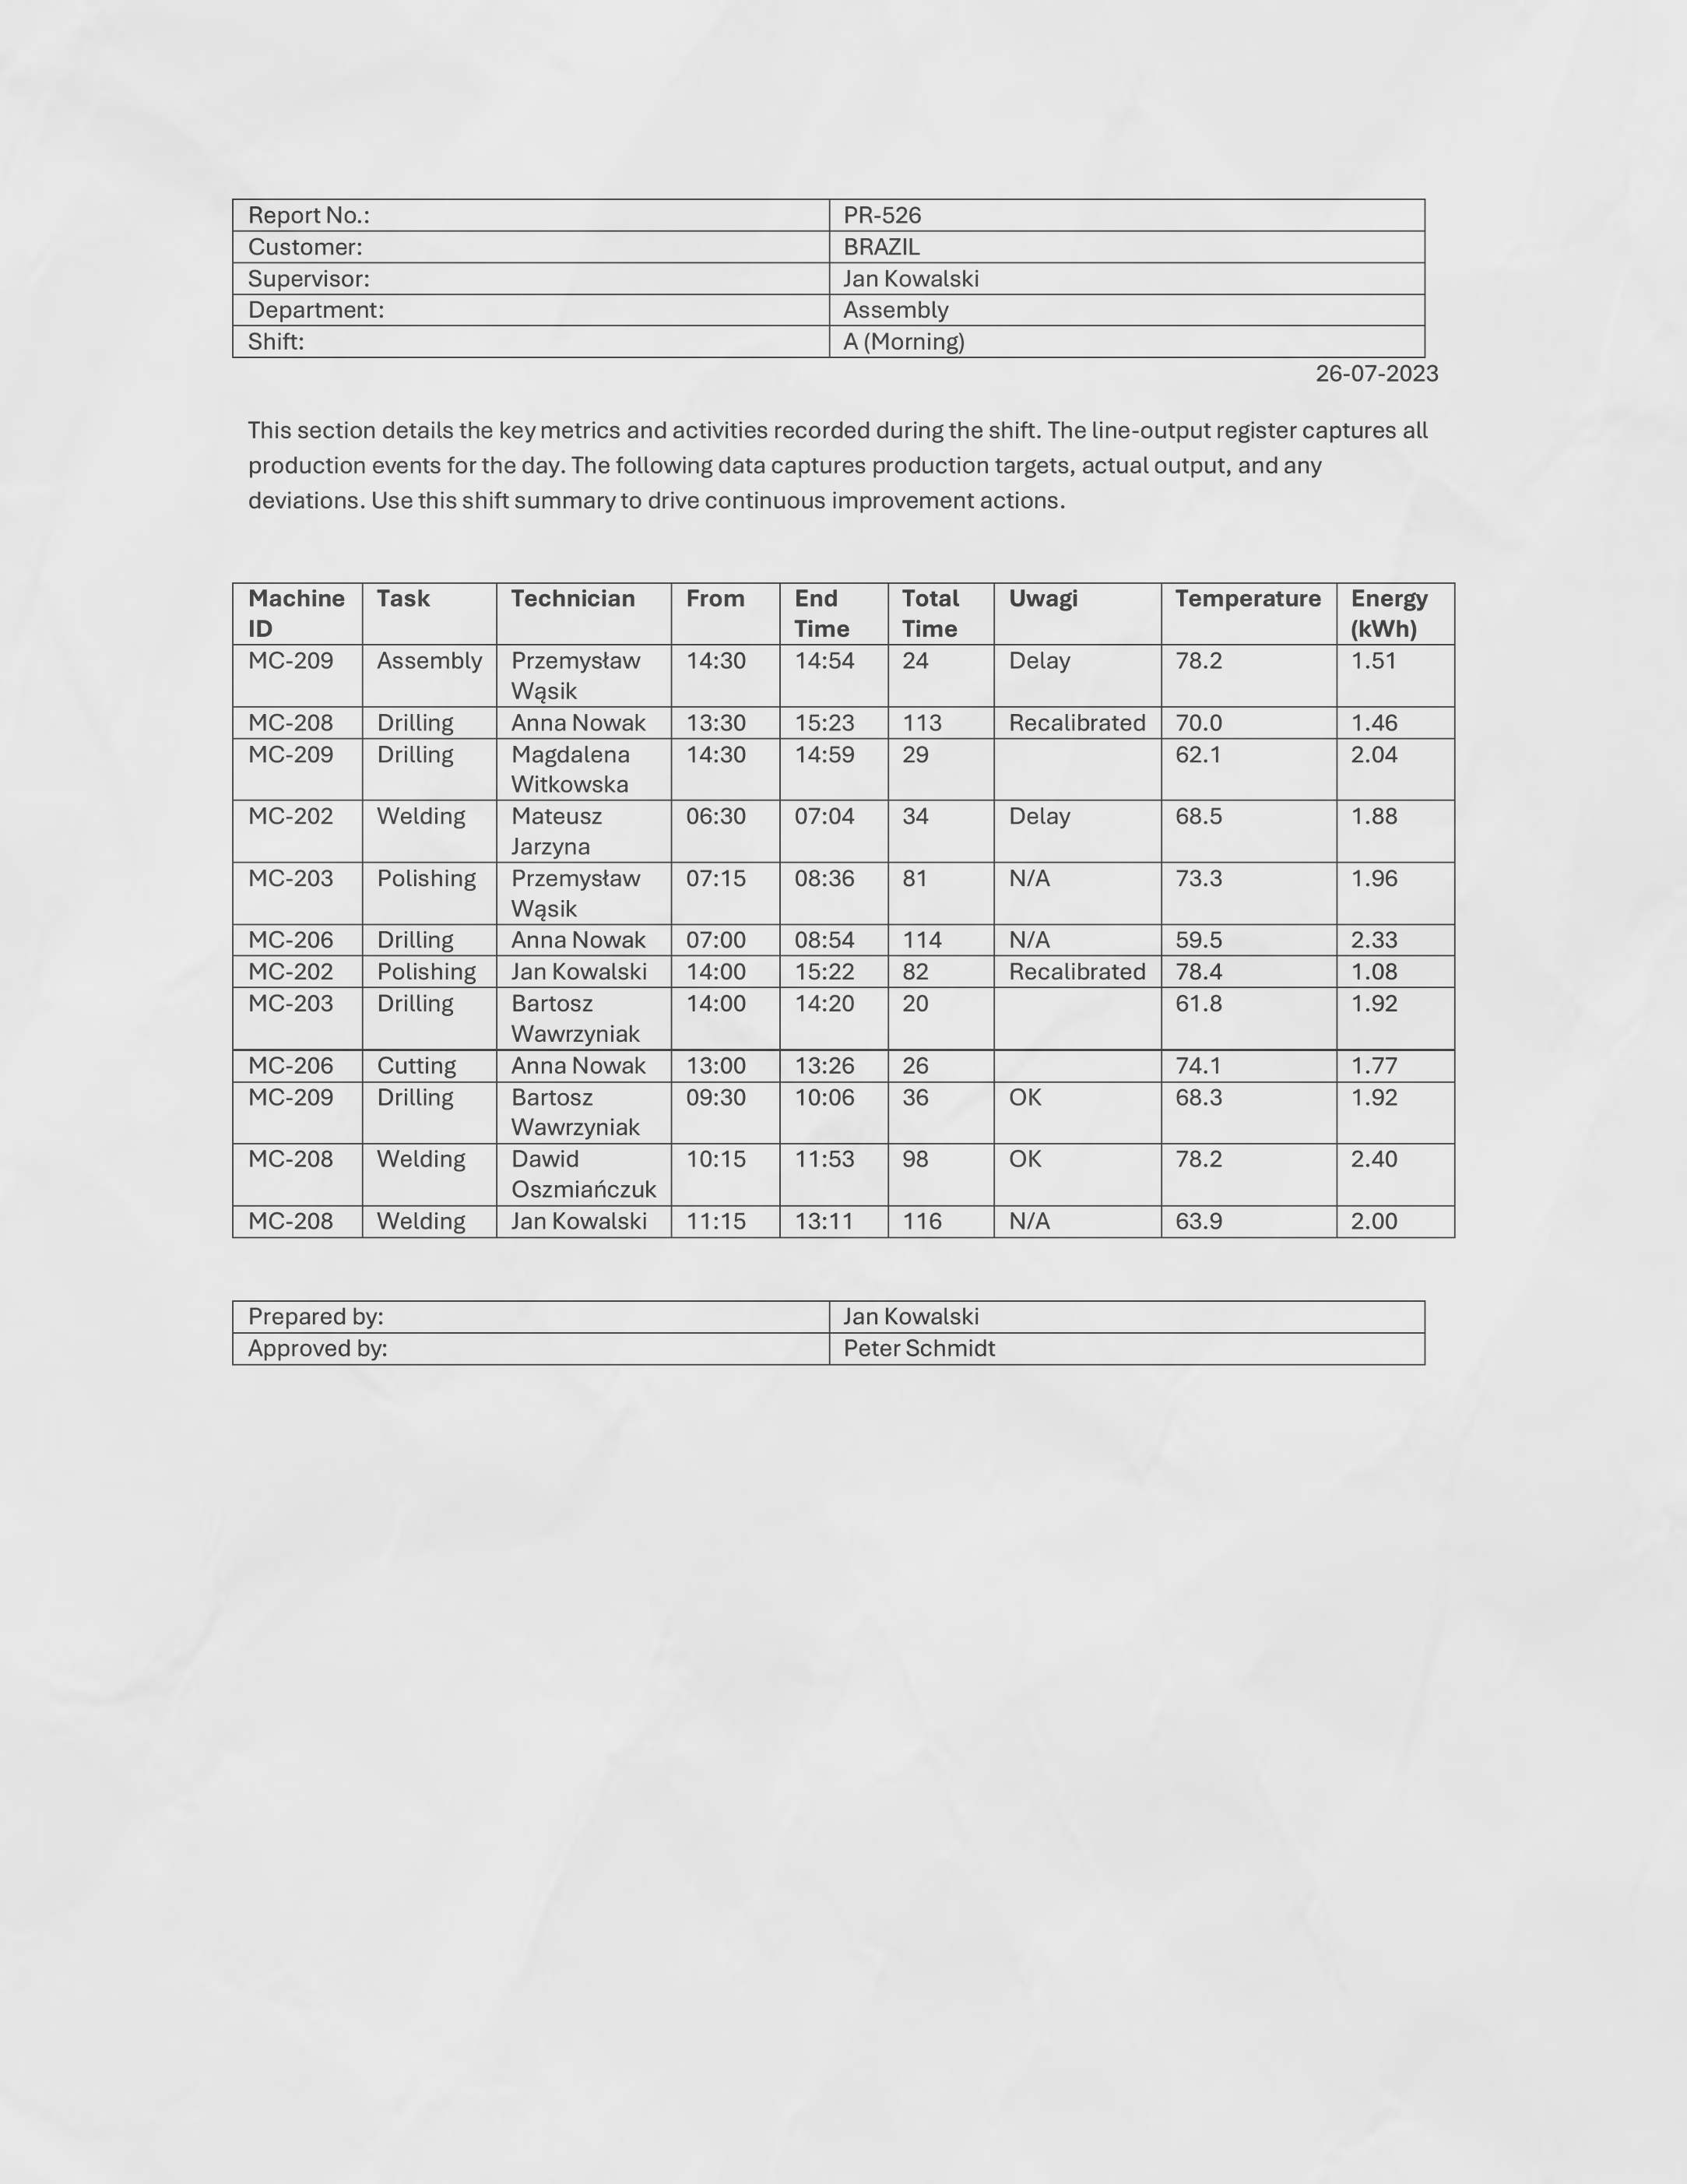 Report No.: PR-526
Customer: BRAZIL
Supervisor: Jan Kowalski
Department: Assembly
Shift: A (Morning)
26-07-2023
This section details the key metrics and activities recorded during the shift. The line-output register captures all
production events for the day. The following data captures production targets, actual output, and any
deviations. Use this shift summary to drive continuous improvement actions.
Machine ID Task Technician From End Time Total Time Uwagi Temperature Energy (kWh)
MC-209 Assembly Przemysław Wąsik 14:30 14:54 24 Delay 78.2 1.51
MC-208 Drilling Anna Nowak 13:30 15:23 113 Recalibrated 70.0 1.46
MC-209 Drilling Magdalena Witkowska 14:30 14:59 29 62.1 2.04
MC-202 Welding Mateusz Jarzyna 06:30 07:04 34 Delay 68.5 1.88
MC-203 Polishing Przemysław Wąsik 07:15 08:36 81 N/A 73.3 1.96
MC-206 Drilling Anna Nowak 07:00 08:54 114 N/A 59.5 2.33
MC-202 Polishing Jan Kowalski 14:00 15:22 82 Recalibrated 78.4 1.08
MC-203 Drilling Bartosz Wawrzyniak 14:00 14:20 20 61.8 1.92
MC-206 Cutting Anna Nowak 13:00 13:26 26 74.1 1.77
MC-209 Drilling Bartosz Wawrzyniak 09:30 10:06 36 OK 68.3 1.92
MC-208 Welding Dawid Oszmiańczuk 10:15 11:53 98 OK 78.2 2.40
MC-208 Welding Jan Kowalski 11:15 13:11 116 N/A 63.9 2.00
Prepared by: Jan Kowalski
Approved by: Peter Schmidt